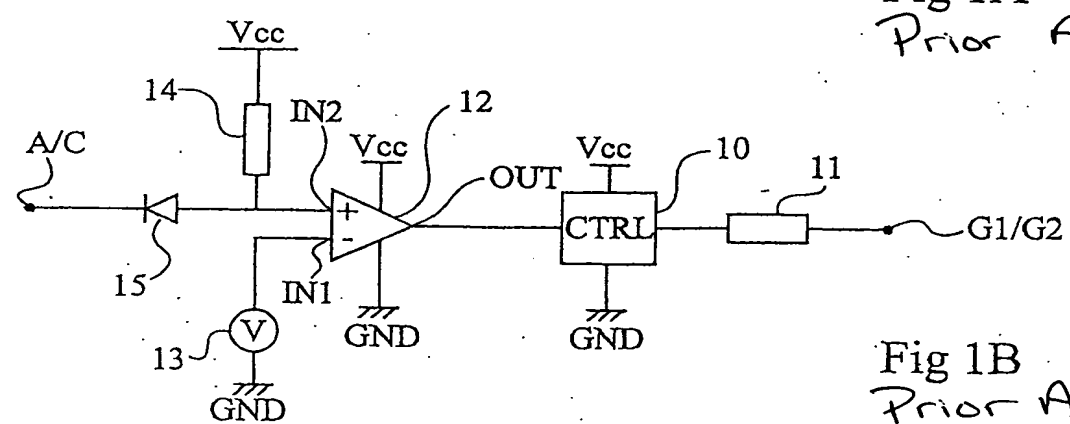 Prior
Vcc
14
IN2
12
A/C
Vcc
OUT
Vcc
10
11
+
CTRL
G1/G2
-
15
IN1
V
13
GND
GND
GND
Fig 1B
Prior